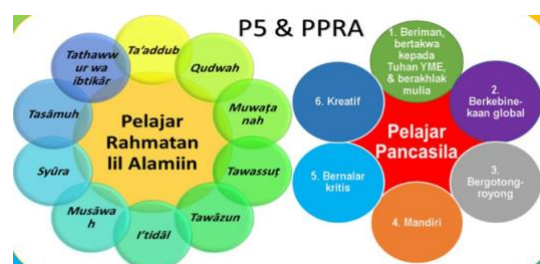 P5 & PPRA
Ta'addub
Qudwah
Muwaṭa
nah
Tawassuṭ
Tawāzun
I'tidāl
Musāwa
h
Syūra
Tasāmuh
Tathaww
ur wa
ibtikâr
Pelajar
Rahmatan
lil Alamiin
1. Beriman,
bertakwa
kepada
Tuhan YME,
& berakhlak
mulia
2.
Berkebine-
kaan global
3.
Bergotong-
royong
4. Mandiri
5. Bernalar
kritis
6. Kreatif
Pelajar
Pancasila